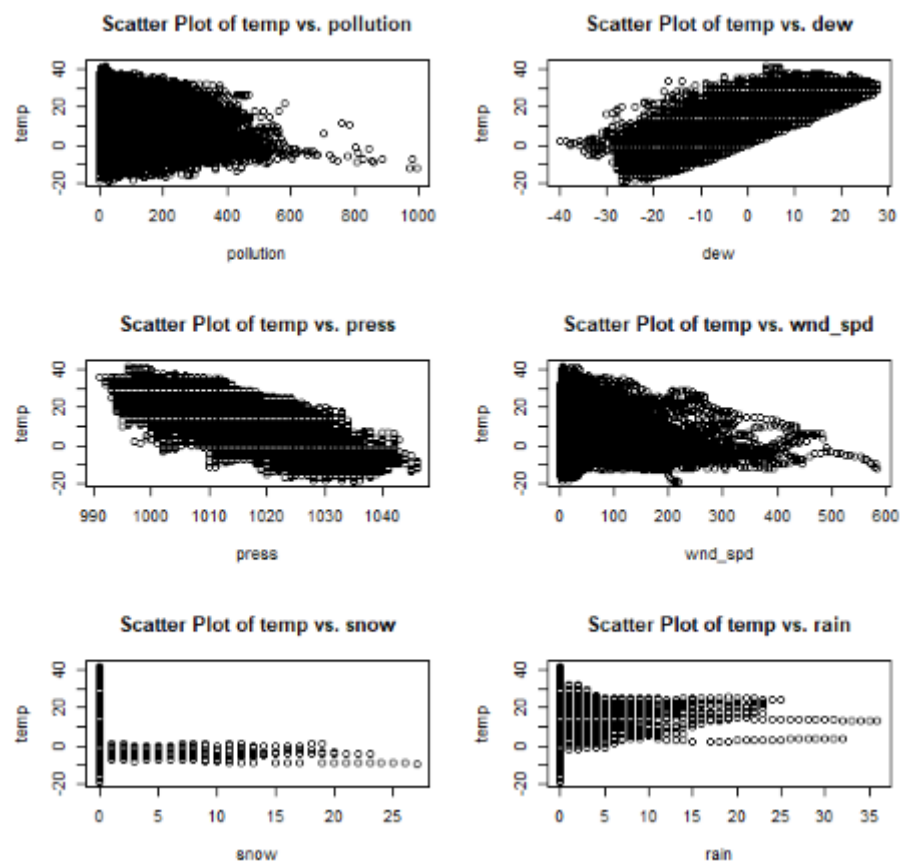 Scatter Plot of temp vs. pollution
temp
40
20
0
-20
0 200 400 600 800 1000
pollution
Scatter Plot of temp vs. dew
temp
40
20
0
-20
-40 -30 -20 -10 0 10 20 30
dew
Scatter Plot of temp vs. press
temp
40
20
0
-20
990 1000 1010 1020 1030 1040
press
Scatter Plot of temp vs. wnd_spd
temp
40
20
0
-20
0 100 200 300 400 500 600
wnd_spd
Scatter Plot of temp vs. snow
temp
40
20
0
-20
0 5 10 15 20 25
snow
Scatter Plot of temp vs. rain
temp
40
20
0
-20
0 5 10 15 20 25 30 35
rain